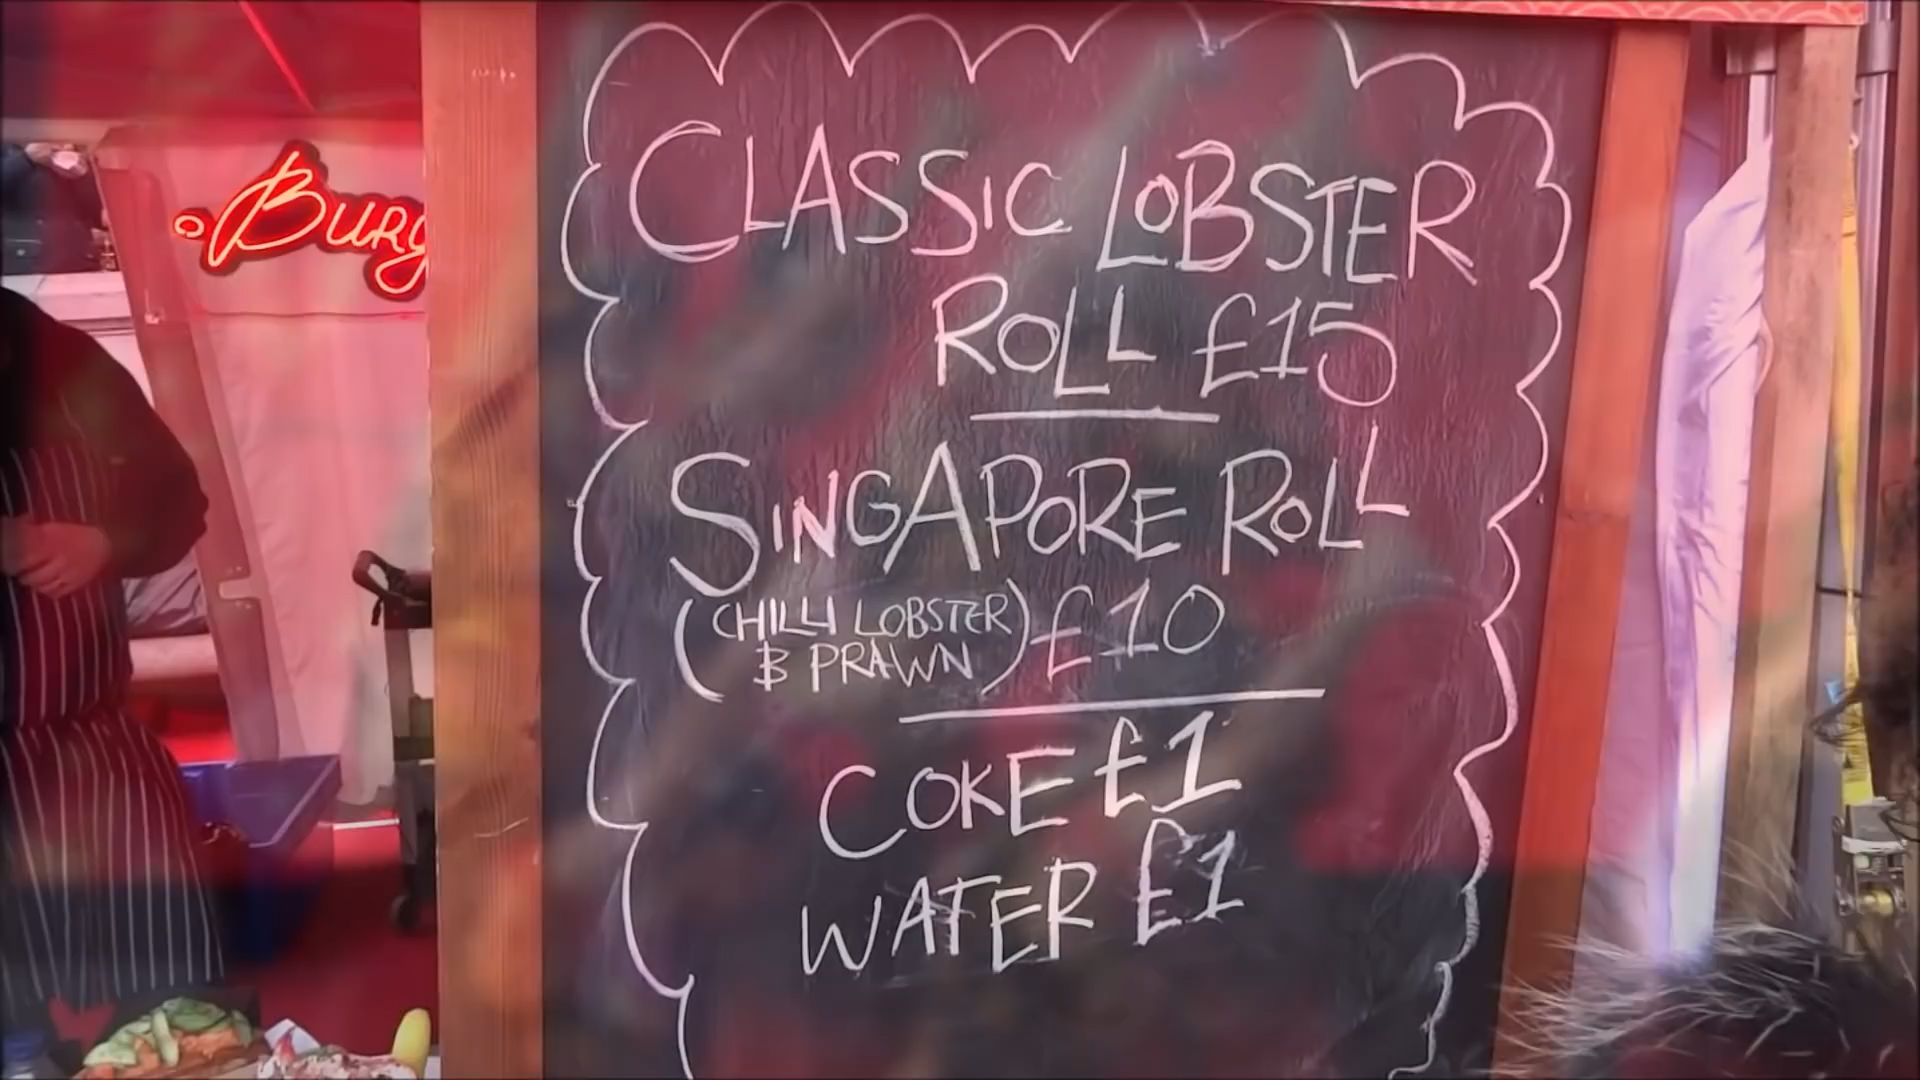 Burg
CLASSIC LOBSTER
ROLL £15
SINGAPORE ROLL
(CHILLI LOBSTER
& PRAWN) £10
COKE £1
WATER £1